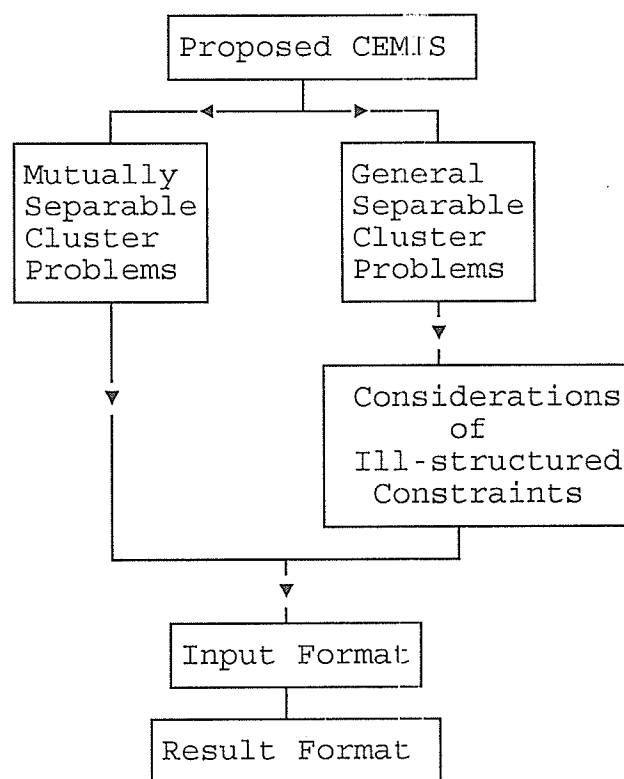 Proposed CEMIS
Mutually
Separable
Cluster
Problems
General
Separable
Cluster
Problems
Considerations
of
Ill-structured
Constraints
Input Format
Result Format